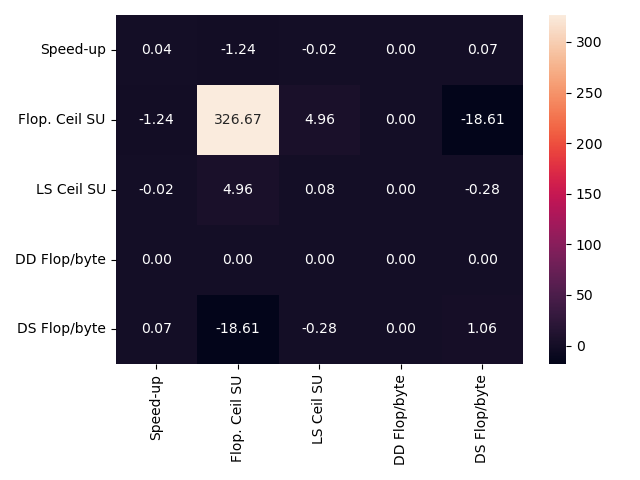 Speed-up 0.04 -1.24 -0.02 0.00 0.07
Flop. Ceil SU -1.24 326.67 4.96 0.00 -18.61
LS Ceil SU -0.02 4.96 0.08 0.00 -0.28
DD Flop/byte 0.00 0.00 0.00 0.00 0.00
DS Flop/byte 0.07 -18.61 -0.28 0.00 1.06
Speed-up
Flop. Ceil SU
LS Ceil SU
DD Flop/byte
DS Flop/byte
300
250
200
150
100
50
0